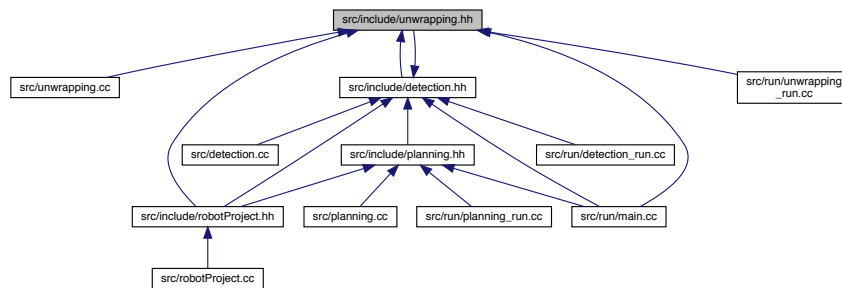 src/include/unwrapping.hh
src/unwrapping.cc
src/include/detection.hh
src/run/unwrapping
_run.cc
src/detection.cc
src/include/planning.hh
src/run/detection_run.cc
src/include/robotProject.hh
src/planning.cc
src/run/planning_run.cc
src/run/main.cc
src/robotProject.cc